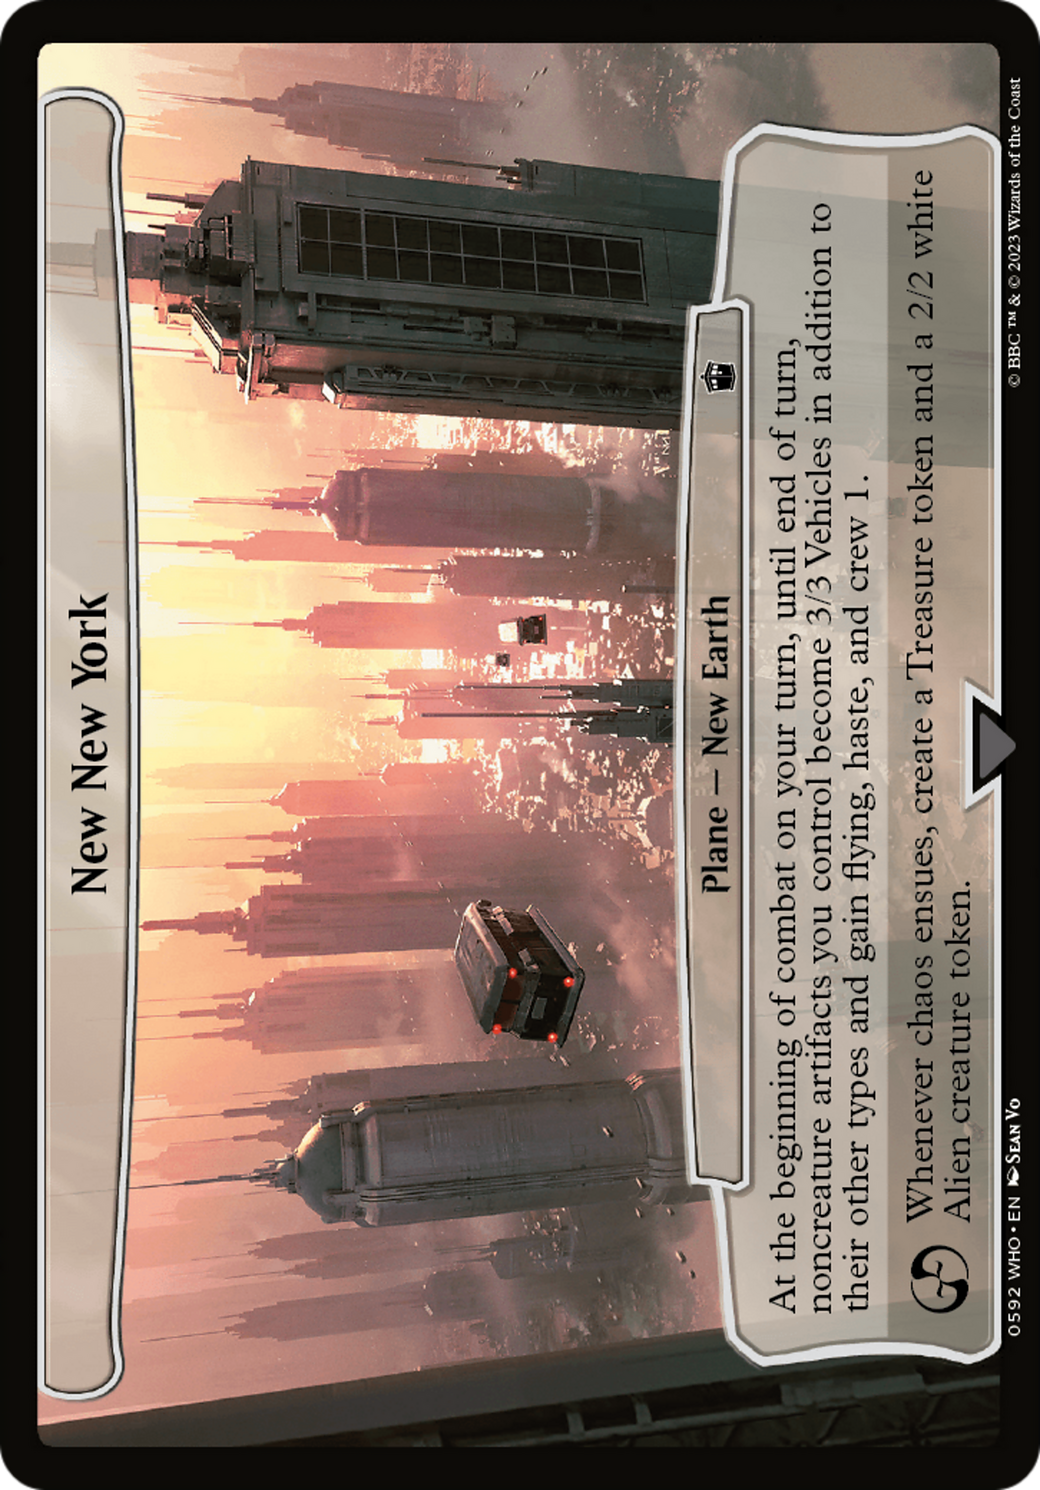 New New York
Plane — New Earth
At the beginning of combat on your turn, until end of turn,
noncreature artifacts you control become 3/3 Vehicles in addition to
their other types and gain flying, haste, and crew 1.
Whenever chaos ensues, create a Treasure token and a 2/2 white
Alien creature token.
0592 WHO • EN Sean Vo
© BBC ™ & © 2023 Wizards of the Coast